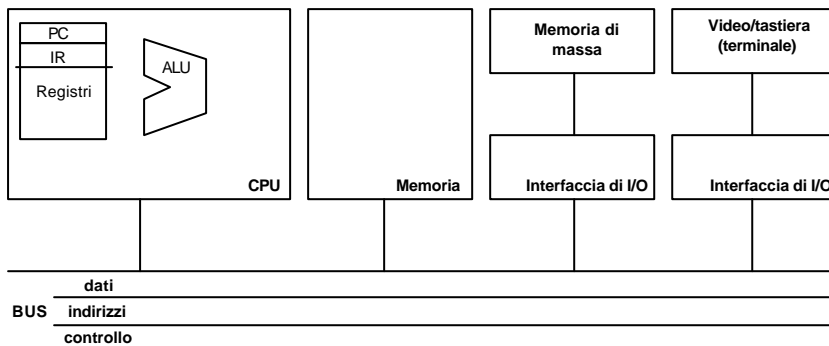 PC
IR
Registri
ALU
CPU
Memoria
Memoria di
massa
Interfaccia di I/O
Video/tastiera
(terminale)
Interfaccia di I/O
dati
BUS indirizzi
controllo